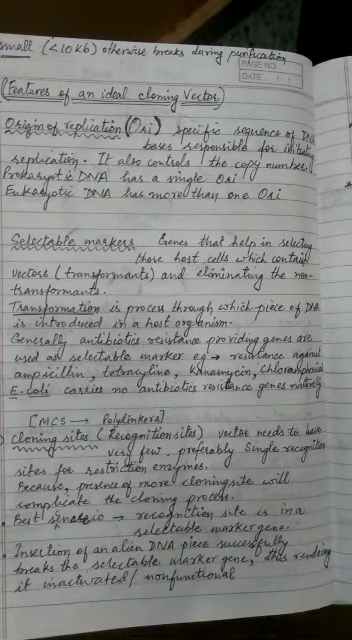 small (<10 Kb) otherwise breaks during purification
PAGE NO
DATE
Features of an ideal cloning Vector
Origin of replication (Ori) specific sequence of DNA
bases responsible for initiating
replication. It also controls the copy number.
Prokaryotic DNA has a single Ori
Eukaryotic DNA has more than one Ori
Selectable markers Genes that help in selecting
those host cells which contain
vectors (transformants) and eliminating the non-
transformants.
Transformation is process through which piece of DNA
is introduced in a host organism.
Generally antibiotics resistance providing genes are
used as selectable marker eg → resistance against
ampicillin, tetracyline, Kanamycin, Chloramphenicol
E.coli carries no antibiotics resistance genes naturally
[MCS → Polylinkers]
cloning sites (Recognition sites) vector needs to have
very few, preferably Single recognition
sites for restriction enzymes.
Because, presence of more cloning site will
complicate the cloning process.
• Best Senario → recognition site is in a
selectable marker gene.
• Insection of an alien DNA piece successfully
breaks the selectable marker gene, thus rendering
it inactivated/nonfunctional